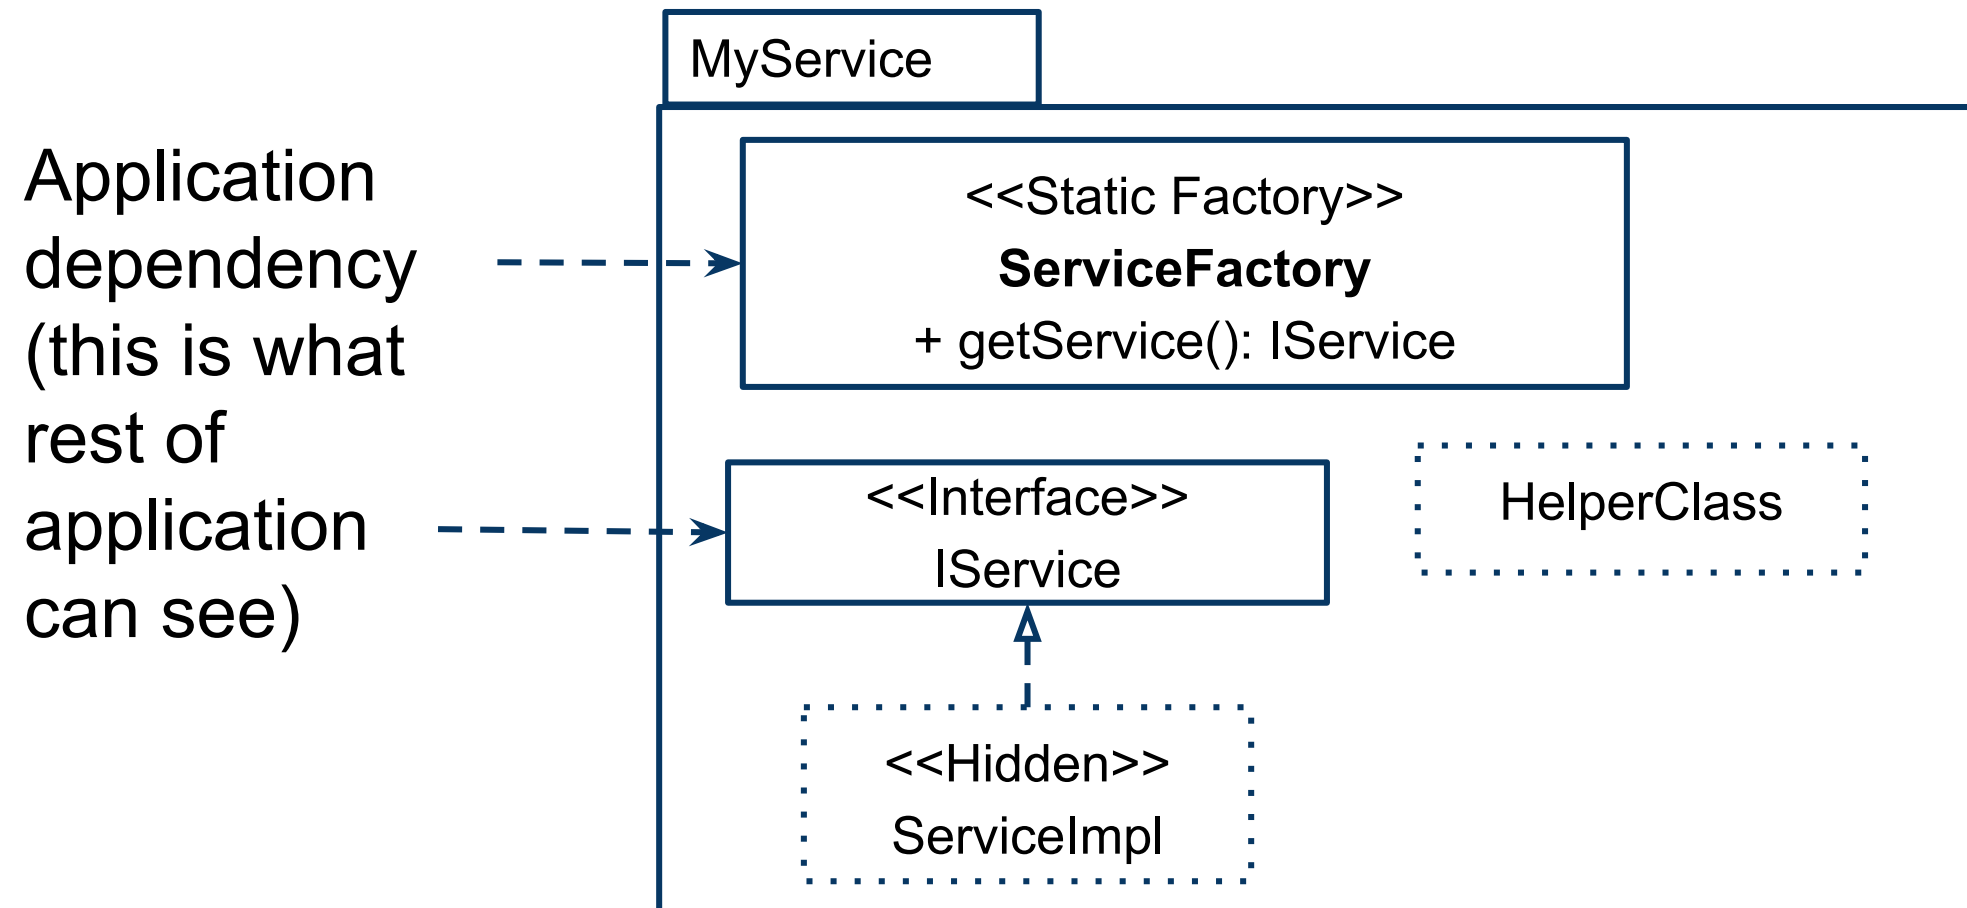 MyService
Application
dependency
(this is what
rest of
application
can see)
<<Static Factory>>
ServiceFactory
+ getService(): IService
<<Interface>>
IService
HelperClass
<<Hidden>>
ServiceImpl